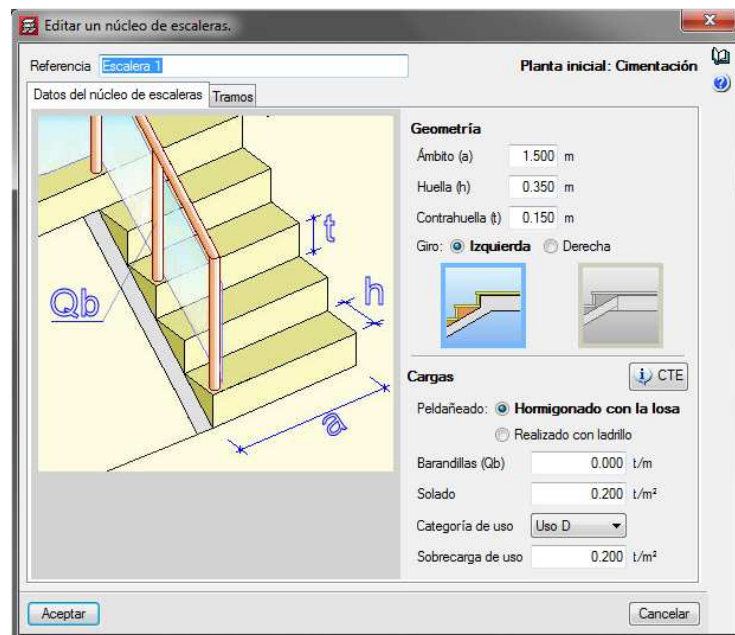 Editar un núcleo de escaleras.
Referencia Escalera 1 Planta inicial: Cimentación
Datos del núcleo de escaleras Tramos
Qb
t
h
a
Geometría
Ámbito (a) 1.500 m
Huella (h) 0.350 m
Contrahuella (t) 0.150 m
Giro: Izquierda Derecha
Cargas CTE
Peldañeado: Hormigonado con la losa
Realizado con ladrillo
Barandillas (Qb) 0.000 t/m
Solado 0.200 t/m²
Categoría de uso Uso D
Sobrecarga de uso 0.200 t/m²
Aceptar Cancelar